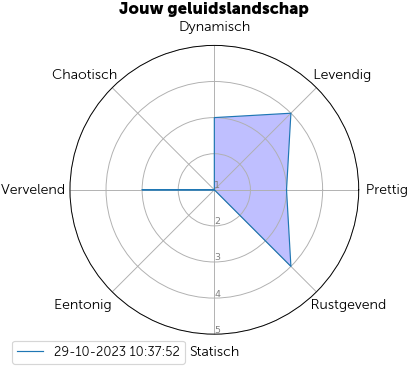 Jouw geluidslandschap
Dynamisch
Chaotisch
Levendig
Vervelend
1
Prettig
2
3
4
Eentonig
Rustgevend
5
29-10-2023 10:37:52
Statisch